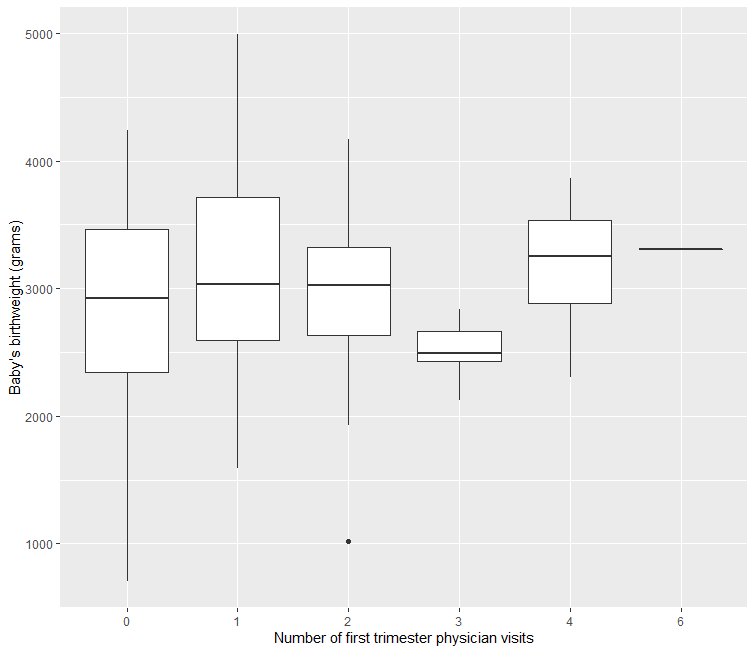 Baby's birthweight (grams)
5000
4000
3000
2000
1000
0 1 2 3 4 6
Number of first trimester physician visits